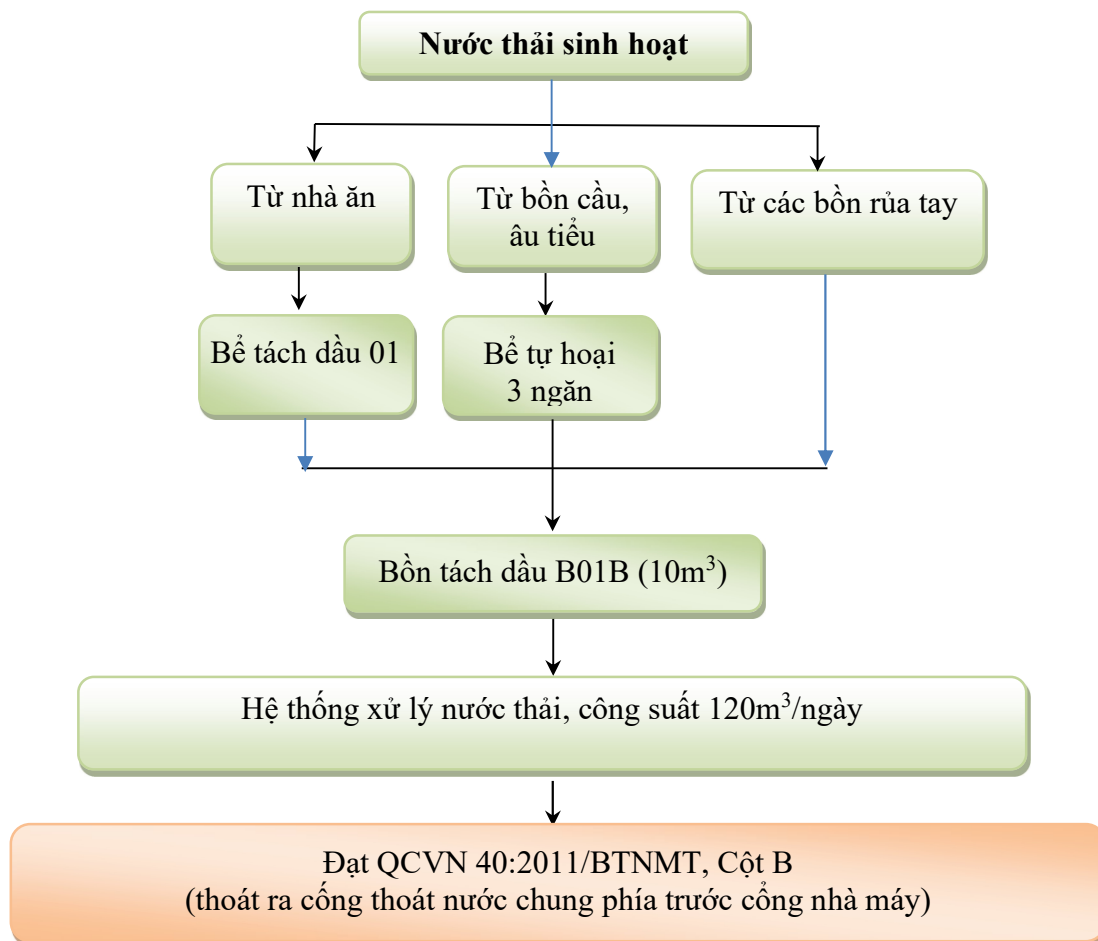 Nước thải sinh hoạt
Từ nhà ăn
Từ bồn cầu,
âu tiểu
Từ các bồn rủa tay
Bể tách dầu 01
Bể tự hoại
3 ngăn
Bồn tách dầu B01B (10m³)
Hệ thống xử lý nước thải, công suất 120m³/ngày
Đạt QCVN 40:2011/BTNMT, Cột B
(thoát ra cống thoát nước chung phía trước cổng nhà máy)